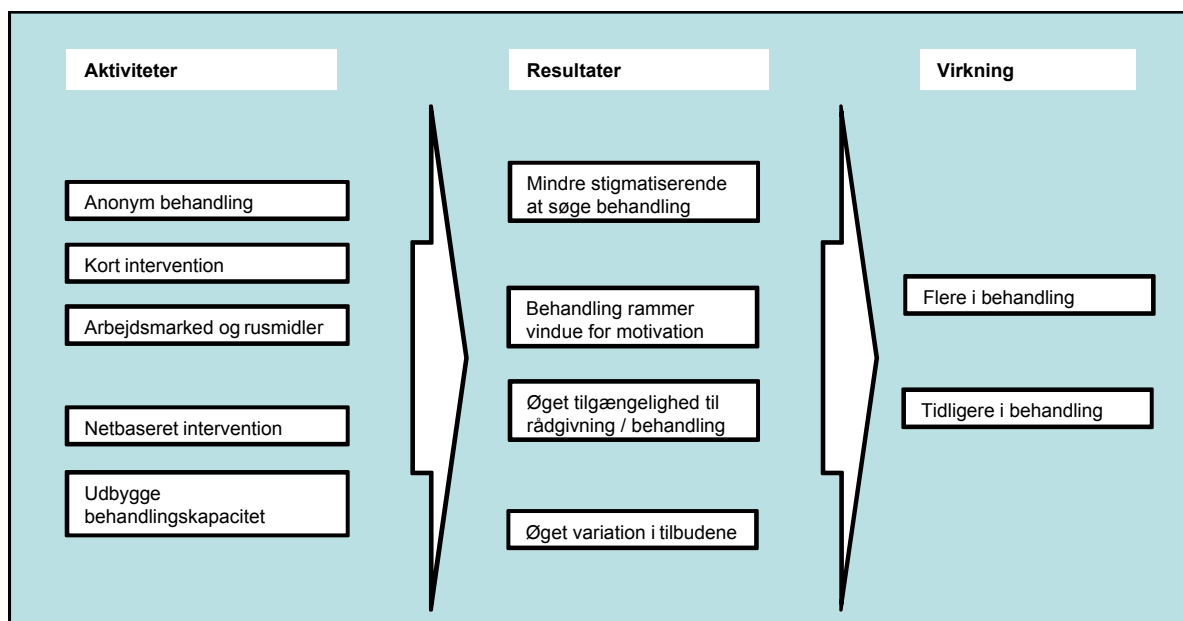 Aktiviteter
Anonym behandling
Kort intervention
Arbejdsmarked og rusmidler
Netbaseret intervention
Udbygge
behandlingskapacitet
Resultater
Mindre stigmatiserende
at søge behandling
Behandling rammer
vindue for motivation
Øget tilgængelighed til
rådgivning / behandling
Øget variation i tilbudene
Virkning
Flere i behandling
Tidligere i behandling